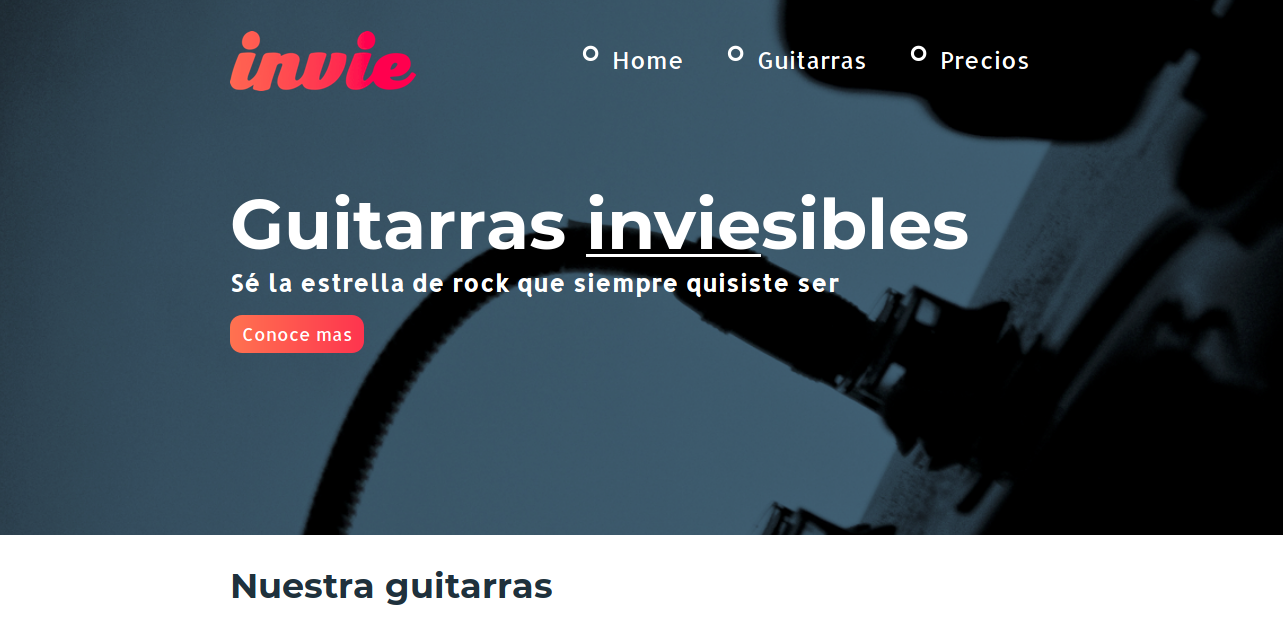 invie
Home Guitarras Precios
Guitarras inviesibles
Sé la estrella de rock que siempre quisiste ser
Conoce mas
Nuestra guitarras